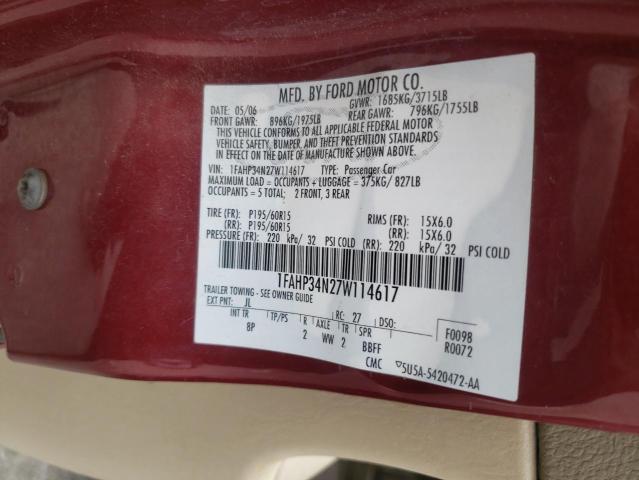 MFD. BY FORD MOTOR CO.
DATE: 05/06 GVWR: 1685KG/3715LB
FRONT GAWR: 896KG/1975LB REAR GAWR: 796KG/1755LB
THIS VEHICLE CONFORMS TO ALL APPLICABLE FEDERAL MOTOR
VEHICLE SAFETY, BUMPER, AND THEFT PREVENTION STANDARDS
IN EFFECT ON THE DATE OF MANUFACTURE SHOWN ABOVE.
VIN: 1FAHP34N27W114617 TYPE: Passenger Car
MAXIMUM LOAD = OCCUPANTS + LUGGAGE = 375KG/ 827LB
OCCUPANTS = 5 TOTAL: 2 FRONT, 3 REAR
TIRE (FR): P195/60R15 RIMS (FR): 15X6.0
(RR): P195/60R15 (RR): 15X6.0
PRESSURE (FR): 220 kPa/ 32 PSI COLD (RR): 220 kPa/ 32 PSI COLD
1FAHP34N27W114617
TRAILER TOWING - SEE OWNER GUIDE
EXT PNT: JL RC: 27 DSO:
INT TR TP/PS R AXLE TR SPR F0098
8P 2 WW 2 BBFF R0072
CMC 5U5A-5420472-AA